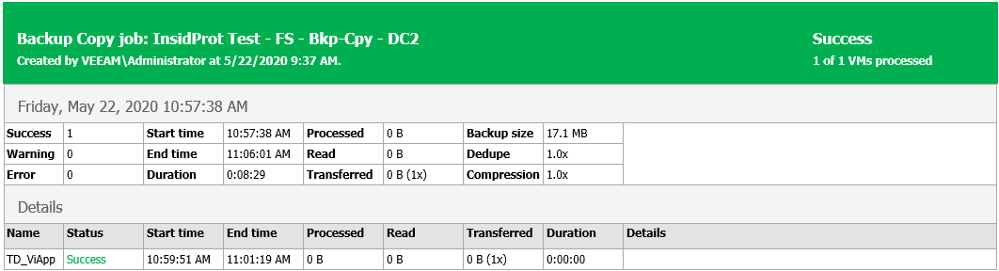 Backup Copy job: InsidProt Test - FS - Bkp-Cpy - DC2 Success
Created by VEEAM\Administrator at 5/22/2020 9:37 AM. 1 of 1 VMs processed
Friday, May 22, 2020 10:57:38 AM
Success 1 Start time 10:57:38 AM Processed 0 B Backup size 17.1 MB
Warning 0 End time 11:06:01 AM Read 0 B Dedupe 1.0x
Error 0 Duration 0:08:29 Transferred 0 B (1x) Compression 1.0x
Details
Name Status Start time End time Processed Read Transferred Duration Details
TD_ViApp Success 10:59:51 AM 11:01:19 AM 0 B 0 B 0 B (1x) 0:00:00